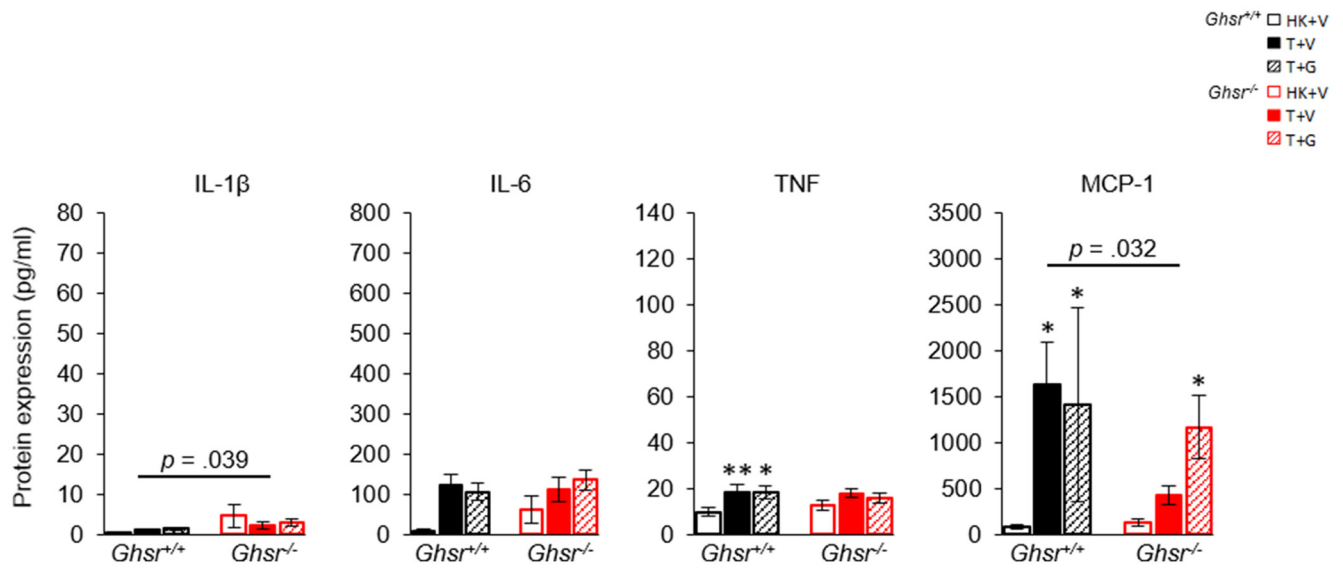 Ghsr+/+ HK+V
T+V
T+G
Ghsr-/- HK+V
T+V
T+G
Protein expression (pg/ml)
IL-1β
80
70
60
50
40
30
20
10
0
p = .039
Ghsr+/+ Ghsr-/-
IL-6
800
700
600
500
400
300
200
100
0
Ghsr+/+ Ghsr-/-
TNF
140
120
100
80
60
40
20
0
** *
Ghsr+/+ Ghsr-/-
MCP-1
3500
3000
2500
2000
1500
1000
500
0
p = .032
* * *
Ghsr+/+ Ghsr-/-